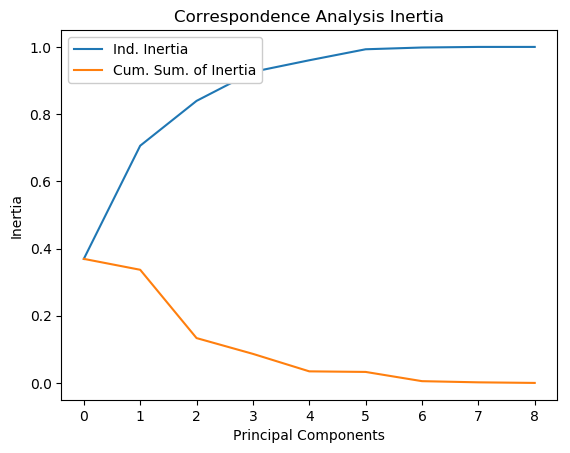 Correspondence Analysis Inertia
Ind. Inertia
Cum. Sum. of Inertia
1.0
0.8
0.6
0.4
0.2
0.0
Inertia
0 1 2 3 4 5 6 7 8
Principal Components